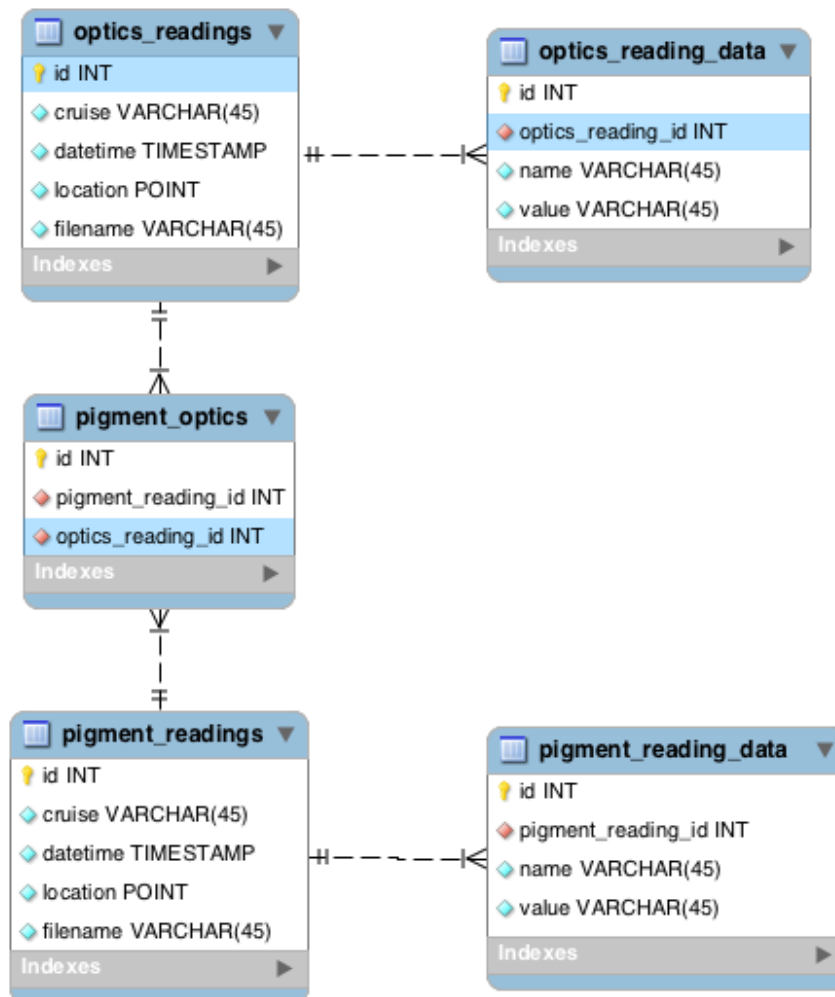 optics_readings
id INT
cruise VARCHAR(45)
datetime TIMESTAMP
location POINT
filename VARCHAR(45)
Indexes
optics_reading_data
id INT
optics_reading_id INT
name VARCHAR(45)
value VARCHAR(45)
Indexes
pigment_optics
id INT
pigment_reading_id INT
optics_reading_id INT
Indexes
pigment_readings
id INT
cruise VARCHAR(45)
datetime TIMESTAMP
location POINT
filename VARCHAR(45)
Indexes
pigment_reading_data
id INT
pigment_reading_id INT
name VARCHAR(45)
value VARCHAR(45)
Indexes